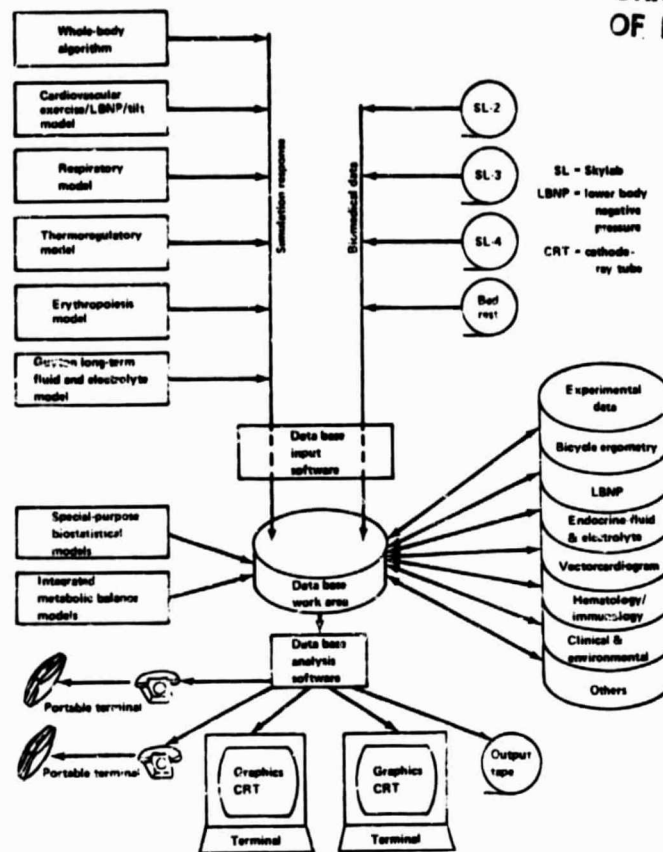 OF
Whole-body
algorithm
Cardiovascular
exercise/LBNP/tilt
model
Respiratory
model
Thermoregulatory
model
Erythropoiesis
model
Guyton long-term
fluid and electrolyte
model
Simulation response
Biomedical data
SL-2
SL-3
SL-4
Bed
rest
SL = Skylab
LBNP = lower body
negative
pressure
CRT = cathode-
ray tube
Data base
input
software
Special-purpose
biostatistical
models
Integrated
metabolic balance
models
Data base
work area
Experimental
data
Bicycle ergometry
LBNP
Endocrine fluid
& electrolyte
Vectorcardiogram
Hematology/
immunology
Clinical &
environmental
Others
Data base
analysis
software
Portable terminal
Portable terminal
Graphics
CRT
Terminal
Graphics
CRT
Terminal
Output
tape